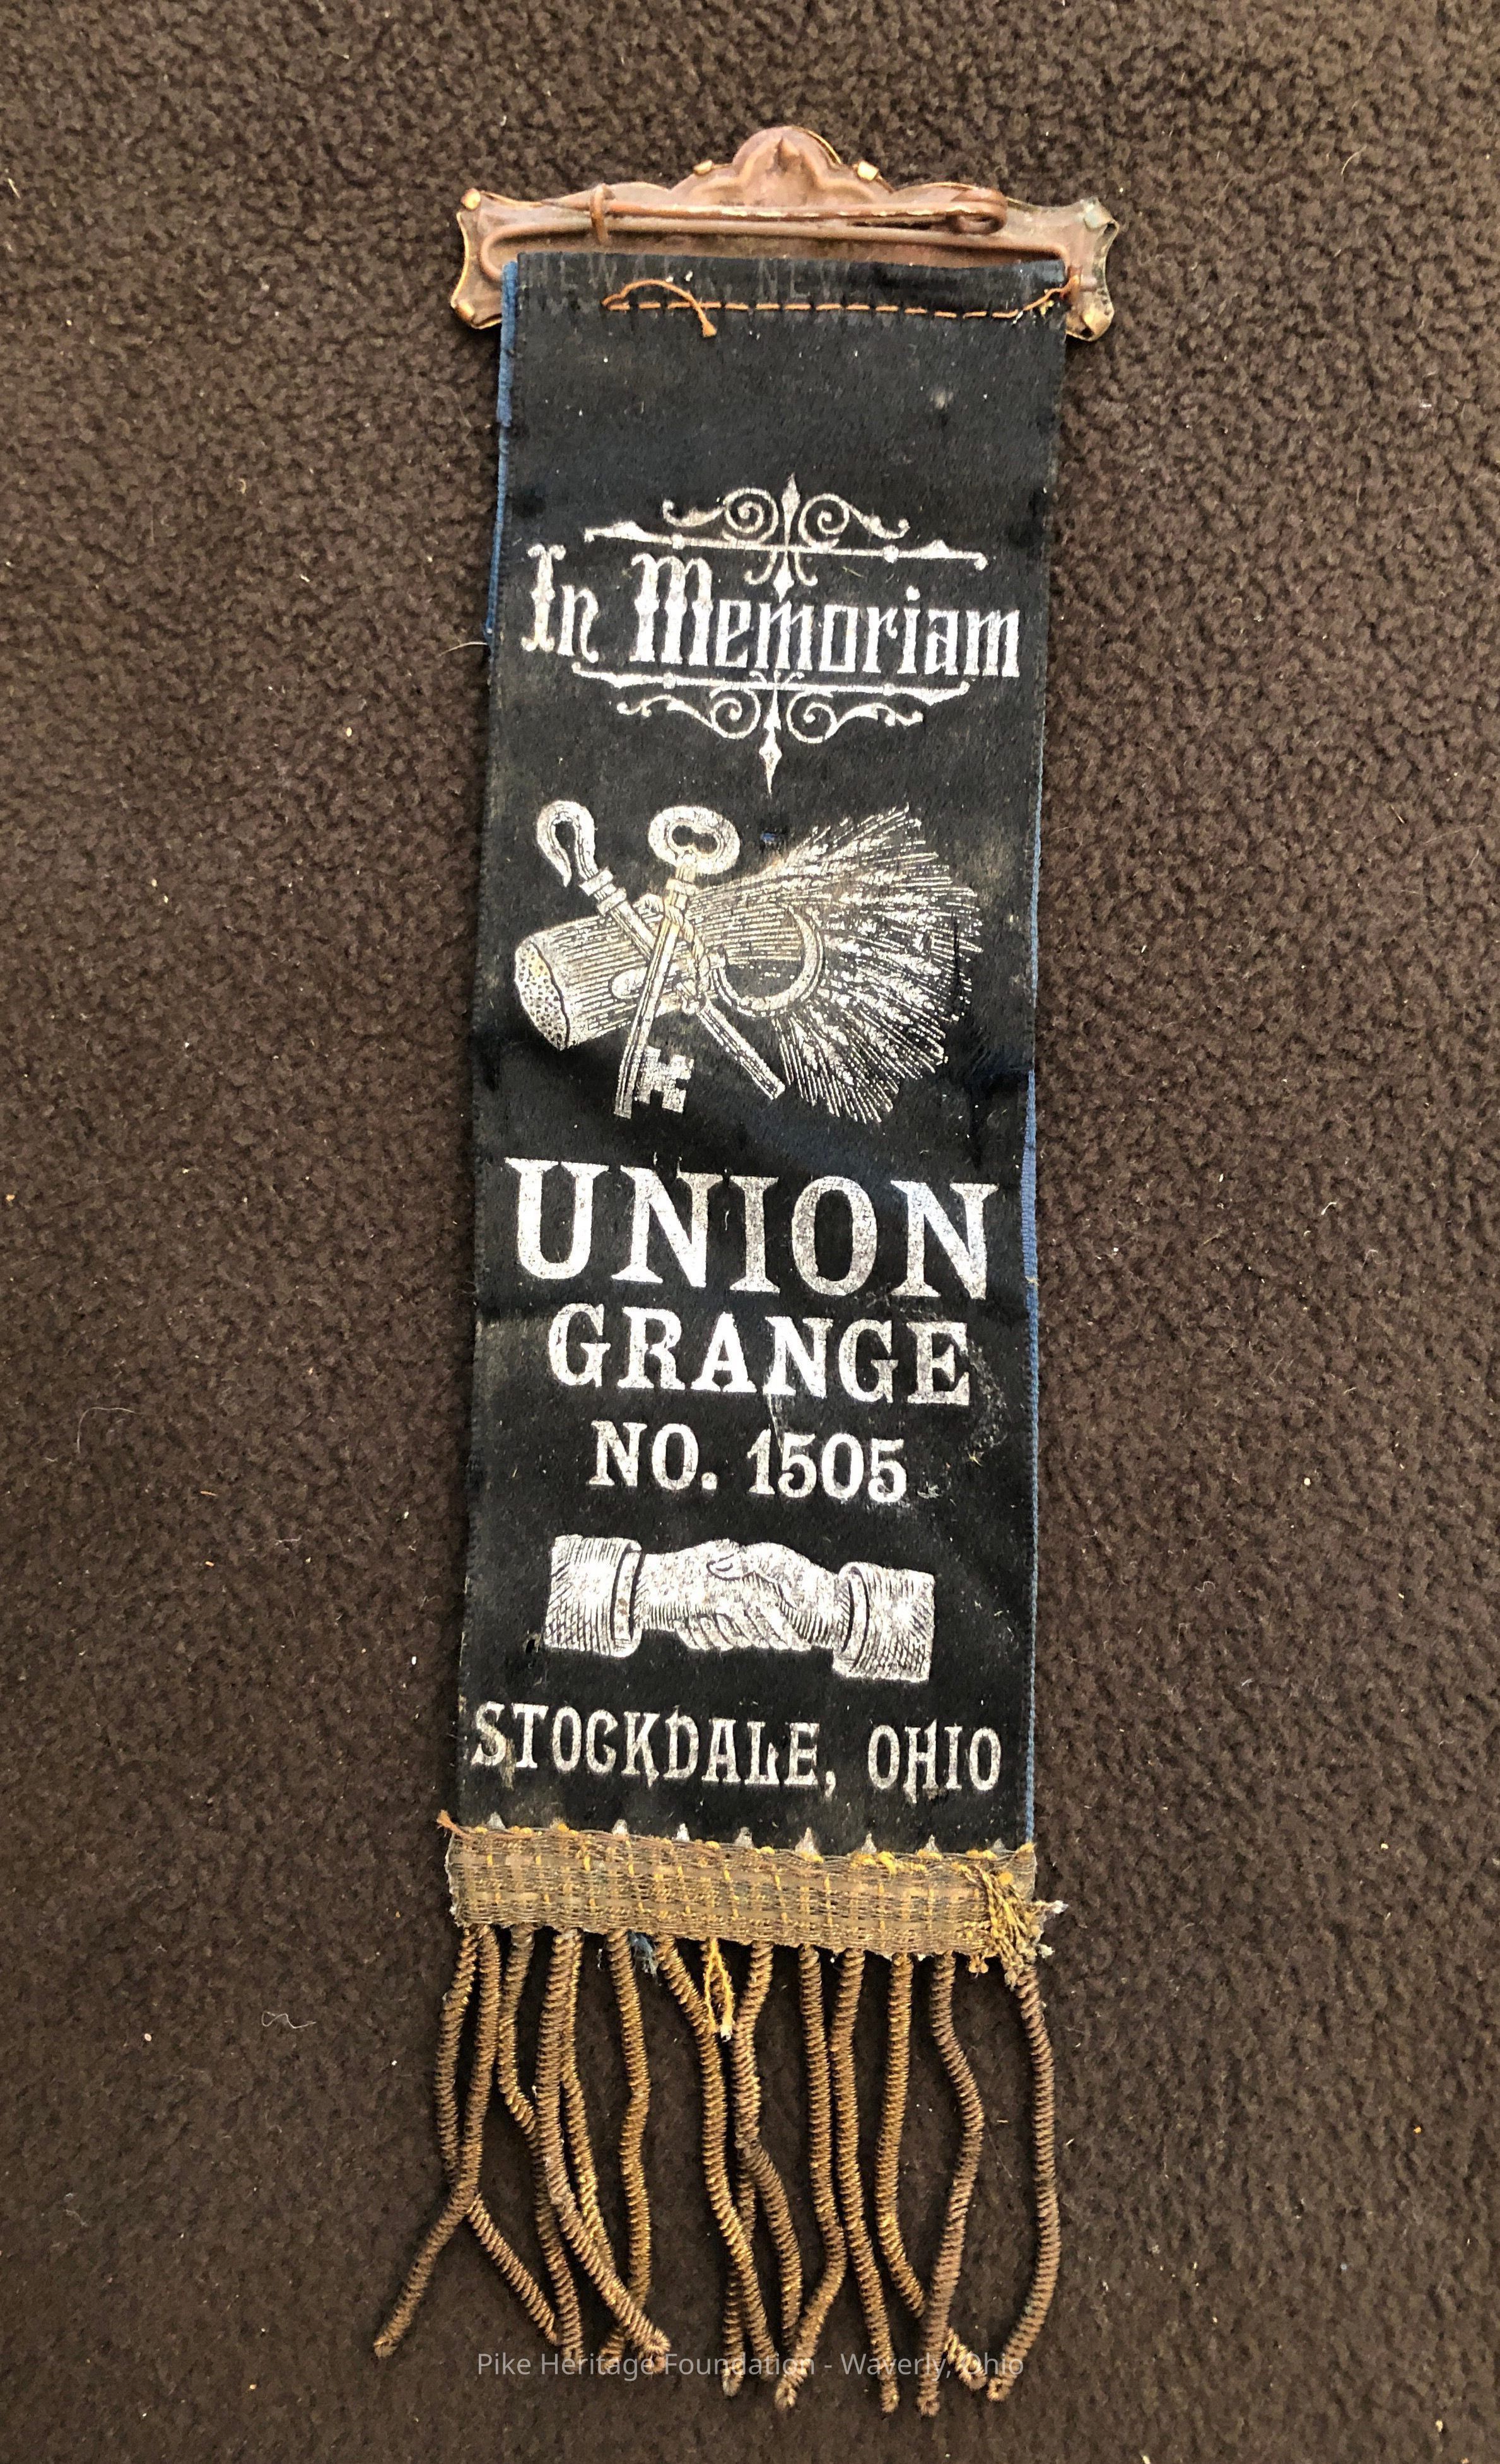 In Memoriam
UNION
GRANGE
NO. 1505
STOCKDALE, OHIO
Pike Heritage Foundation - Waverly, Ohio